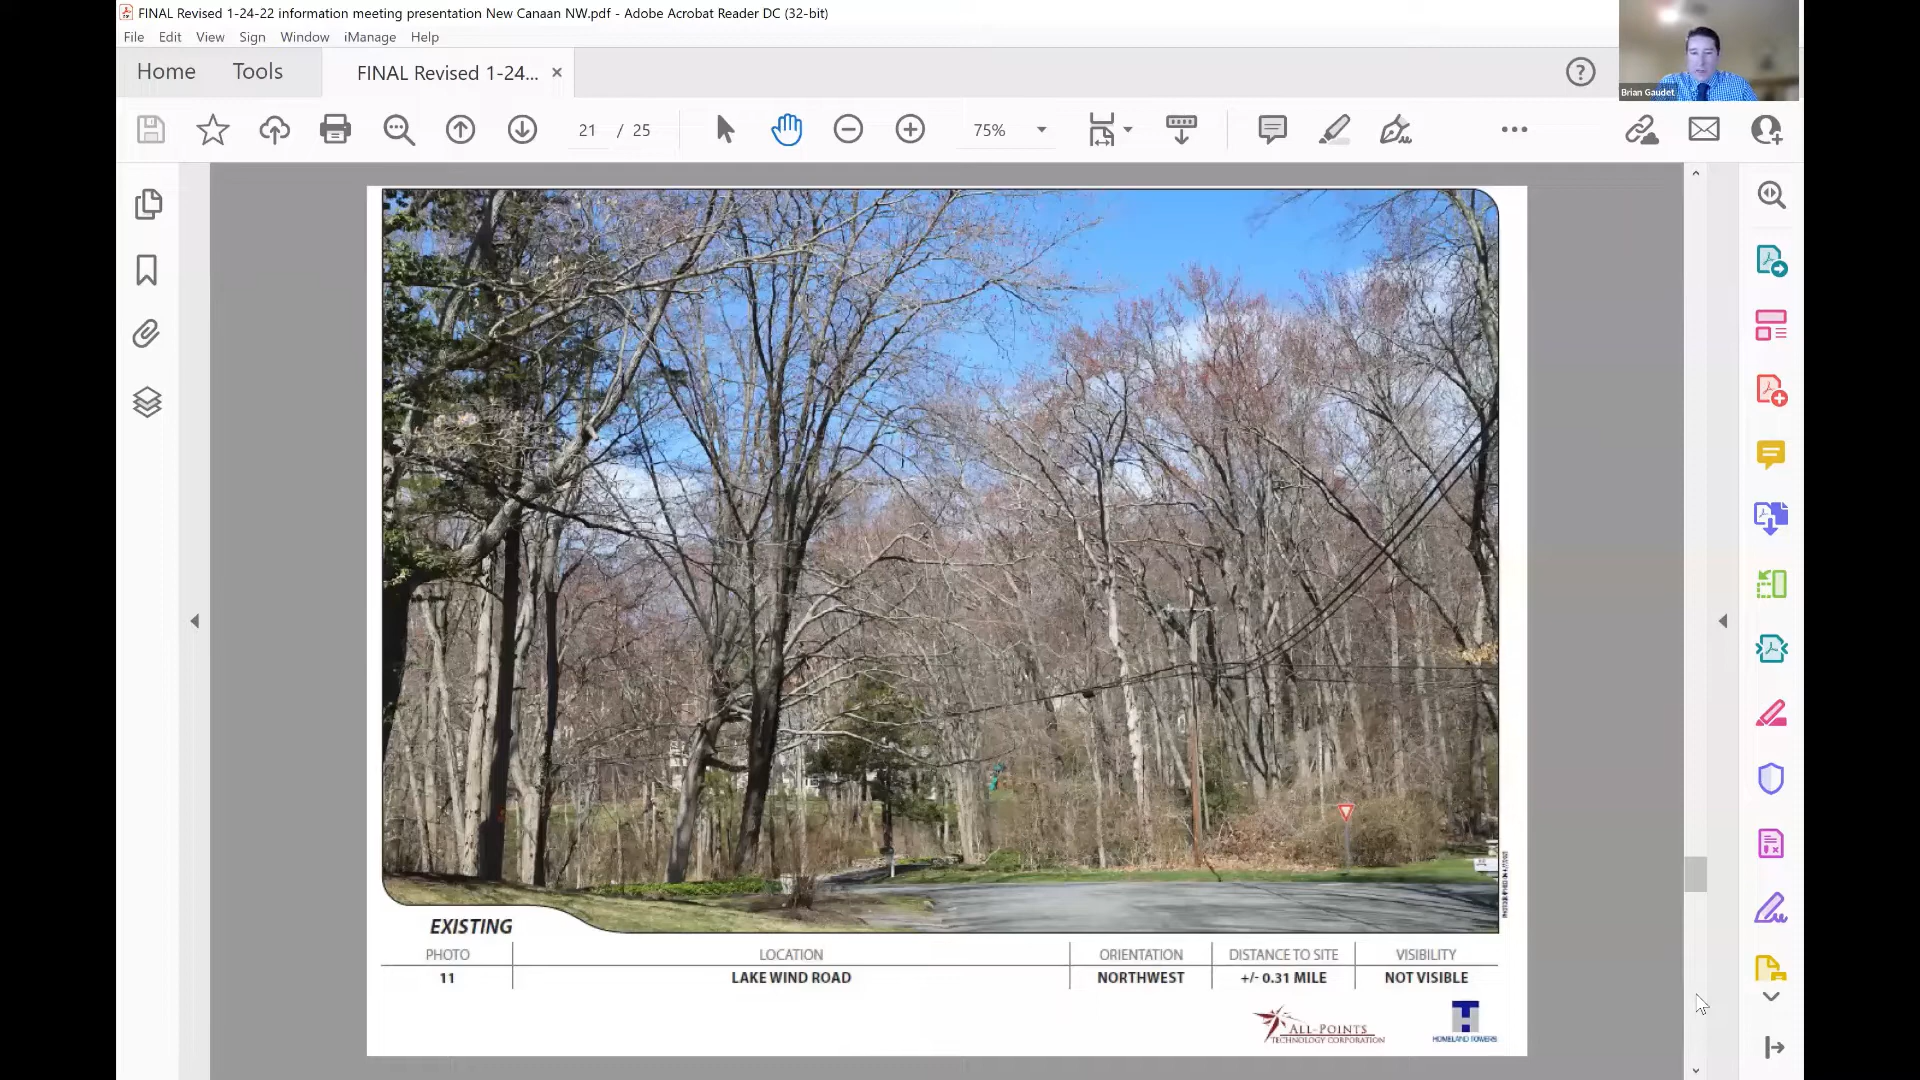 FINAL Revised 1-24-22 information meeting presentation New Canaan NW.pdf - Adobe Acrobat Reader DC (32-bit)
File Edit View Sign Window iManage Help
Home Tools FINAL Revised 1-24... ×
Brian Gaudet
21 / 25 75%
EXISTING
PHOTO LOCATION ORIENTATION DISTANCE TO SITE VISIBILITY
11 LAKE WIND ROAD NORTHWEST +/- 0.31 MILE NOT VISIBLE
ALL-POINTS
TECHNOLOGY CORPORATION
HOMELAND TOWERS